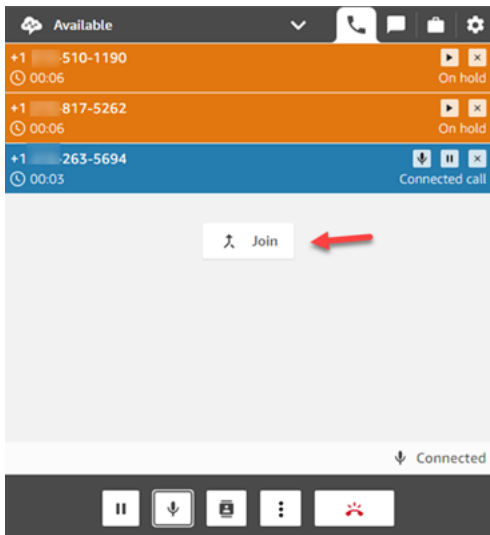 Available
+1 -510-1190
00:06 On hold
+1 -817-5262
00:06 On hold
+1 -263-5694
00:03 Connected call
Join
Connected